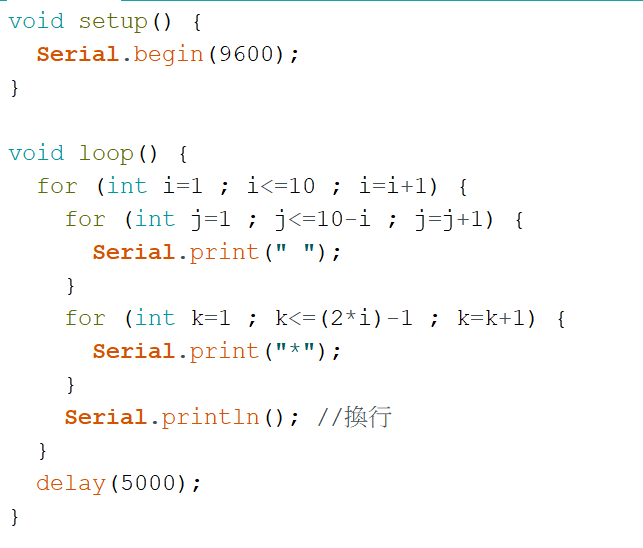 void setup() {
  Serial.begin(9600);
}

void loop() {
  for (int i=1 ; i<=10 ; i=i+1) {
    for (int j=1 ; j<=10-i ; j=j+1) {
      Serial.print(" ");
    }
    for (int k=1 ; k<=(2*i)-1 ; k=k+1) {
      Serial.print("*");
    }
    Serial.println(); //換行
  }
  delay(5000);
}